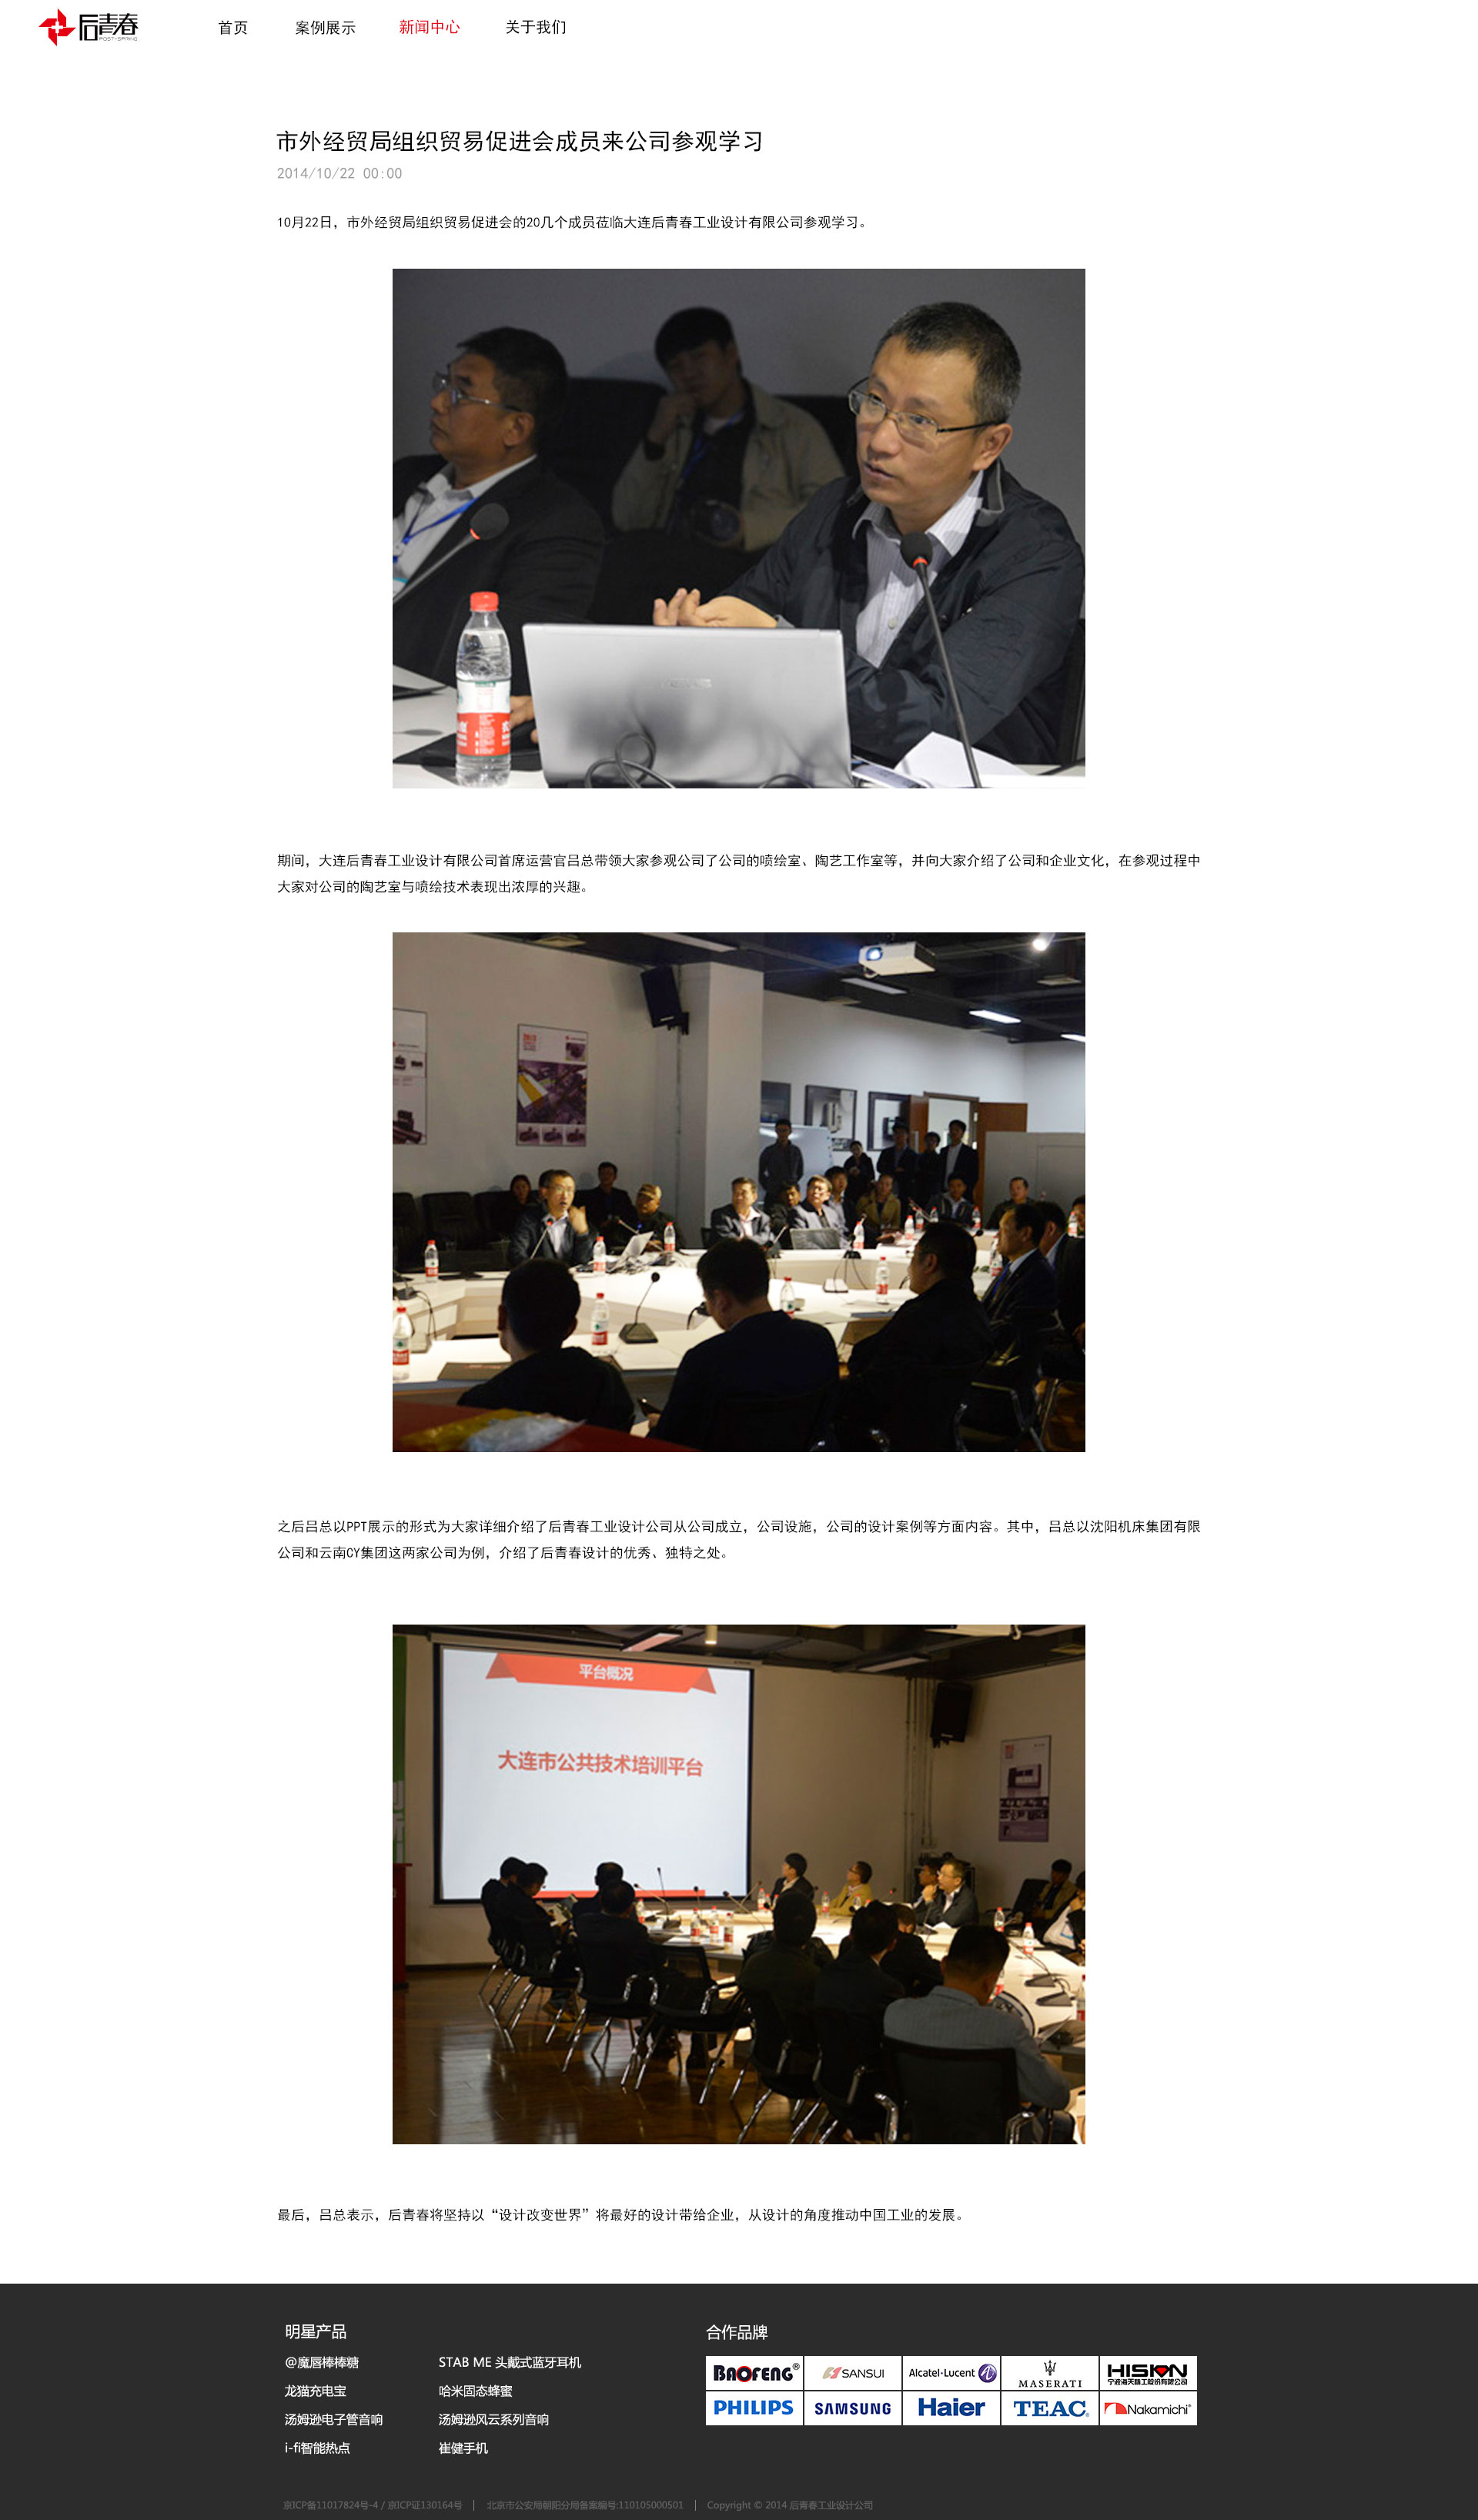 后青春
POST-SPRING
首页 案例展示 新闻中心 关于我们
市外经贸局组织贸易促进会成员来公司参观学习
2014/10/22 00:00
10月22日，市外经贸局组织贸易促进会的20几个成员莅临大连后青春工业设计有限公司参观学习。
期间，大连后青春工业设计有限公司首席运营官吕总带领大家参观公司了公司的喷绘室、陶艺工作室等，并向大家介绍了公司和企业文化，在参观过程中
大家对公司的陶艺室与喷绘技术表现出浓厚的兴趣。
之后吕总以PPT展示的形式为大家详细介绍了后青春工业设计公司从公司成立，公司设施，公司的设计案例等方面内容。其中，吕总以沈阳机床集团有限
公司和云南CY集团这两家公司为例，介绍了后青春设计的优秀、独特之处。
平台概况
大连市公共技术培训平台
最后，吕总表示，后青春将坚持以“设计改变世界”将最好的设计带给企业，从设计的角度推动中国工业的发展。
明星产品
@魔唇棒棒糖 STAB ME 头戴式蓝牙耳机
龙猫充电宝 哈米固态蜂蜜
汤姆逊电子管音响 汤姆逊风云系列音响
i-fi智能热点 崔健手机
合作品牌
BAOFENG® SANSUI Alcatel-Lucent MASERATI HISION
宁波海天精工股份有限公司
PHILIPS SAMSUNG Haier TEAC® Nakamichi
京ICP备11017824号-4 / 京ICP证130164号 | 北京市公安局朝阳分局备案编号:110105000501 | Copyright © 2014 后青春工业设计公司